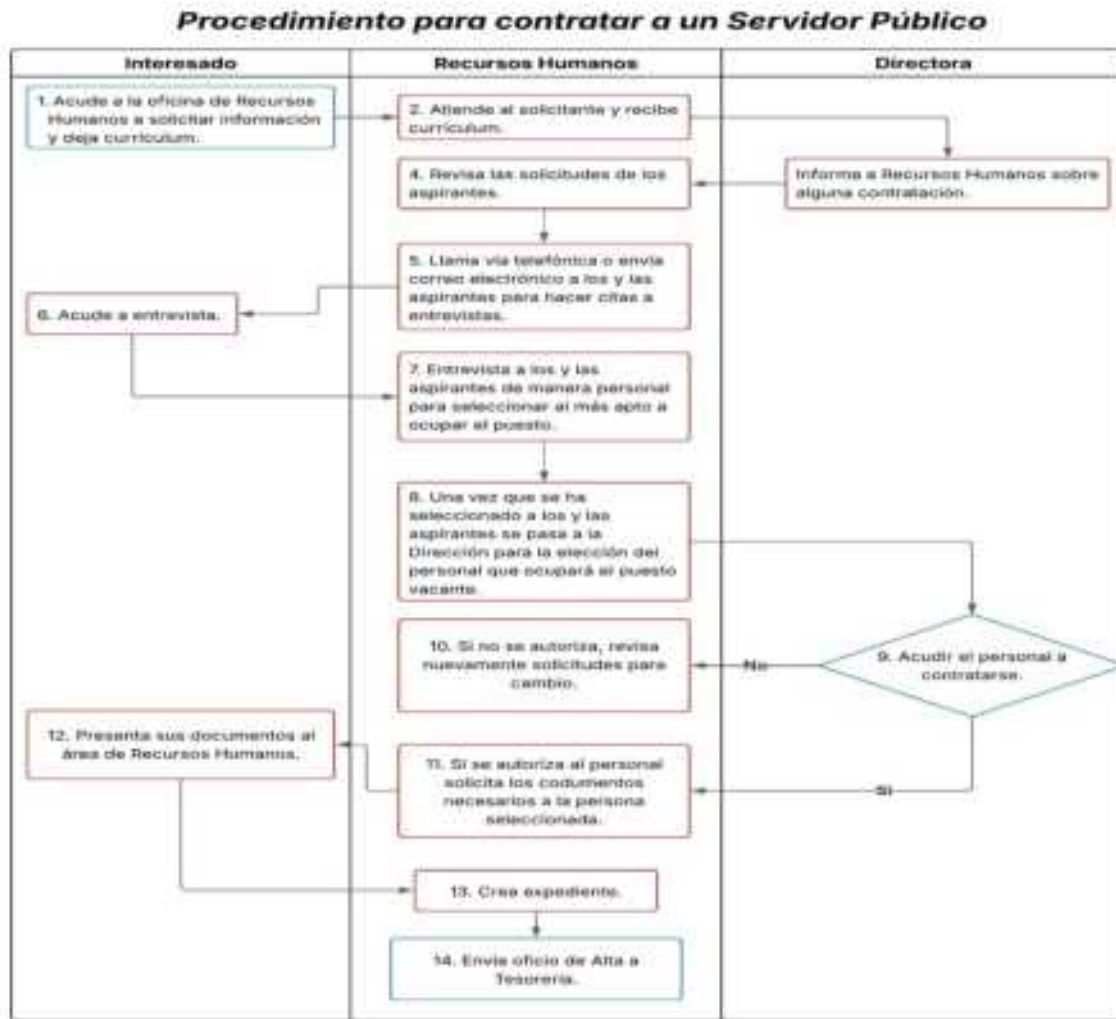 Procedimiento para contratar a un Servidor Público
Interesado
Recursos Humanos
Directora
1. Acude a la oficina de Recursos
Humanos a solicitar información
y deja currículum.
2. Atiende al solicitante y recibe
currículum.
Informa a Recursos Humanos sobre
alguna contratación.
4. Revisa las solicitudes de los
aspirantes.
5. Llama vía telefónica o envía
correo electrónico a los y las
aspirantes para hacer citas a
entrevistas.
6. Acude a entrevista.
7. Entrevista a los y las
aspirantes de manera personal
para seleccionar al más apto a
ocupar el puesto.
8. Una vez que se ha
seleccionado a los y las
aspirantes se pasa a la
Dirección para la elección del
personal que ocupará el puesto
vacante.
9. Acudir el personal a
contratarse.
No
10. Si no se autoriza, revisa
nuevamente solicitudes para
cambio.
Si
11. Si se autoriza al personal
solicita los codumentos
necesarios a la persona
seleccionada.
12. Presenta sus documentos al
área de Recursos Humanos.
13. Crea expediente.
14. Envía oficio de Alta a
Tesorería.